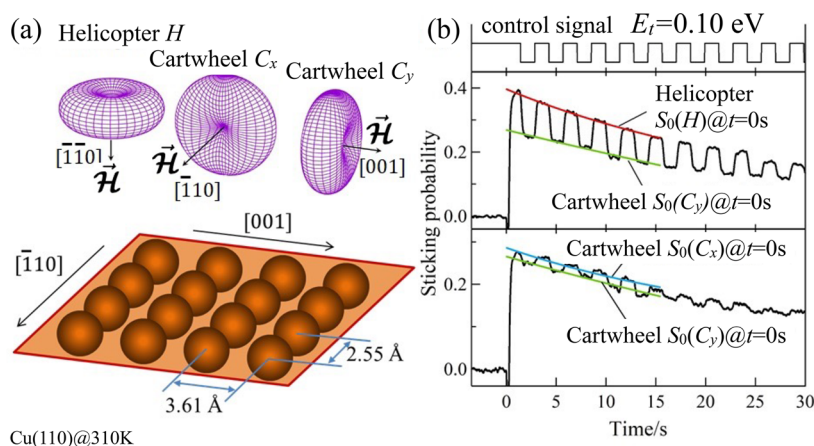 (a)
Helicopter H
Cartwheel Cx
Cartwheel Cy
[1̄1̄0]
H⃗
H⃗
[1̄10]
H⃗
[001]
[001]
[1̄10]
2.55 Å
3.61 Å
Cu(110)@310K
(b)
control signal Et=0.10 eV
Sticking probability
0.4
0.2
0.0
Helicopter
S0(H)@t=0s
Cartwheel S0(Cy)@t=0s
0.2
0.0
Cartwheel S0(Cx)@t=0s
Cartwheel S0(Cy)@t=0s
0 5 10 15 20 25 30
Time/s